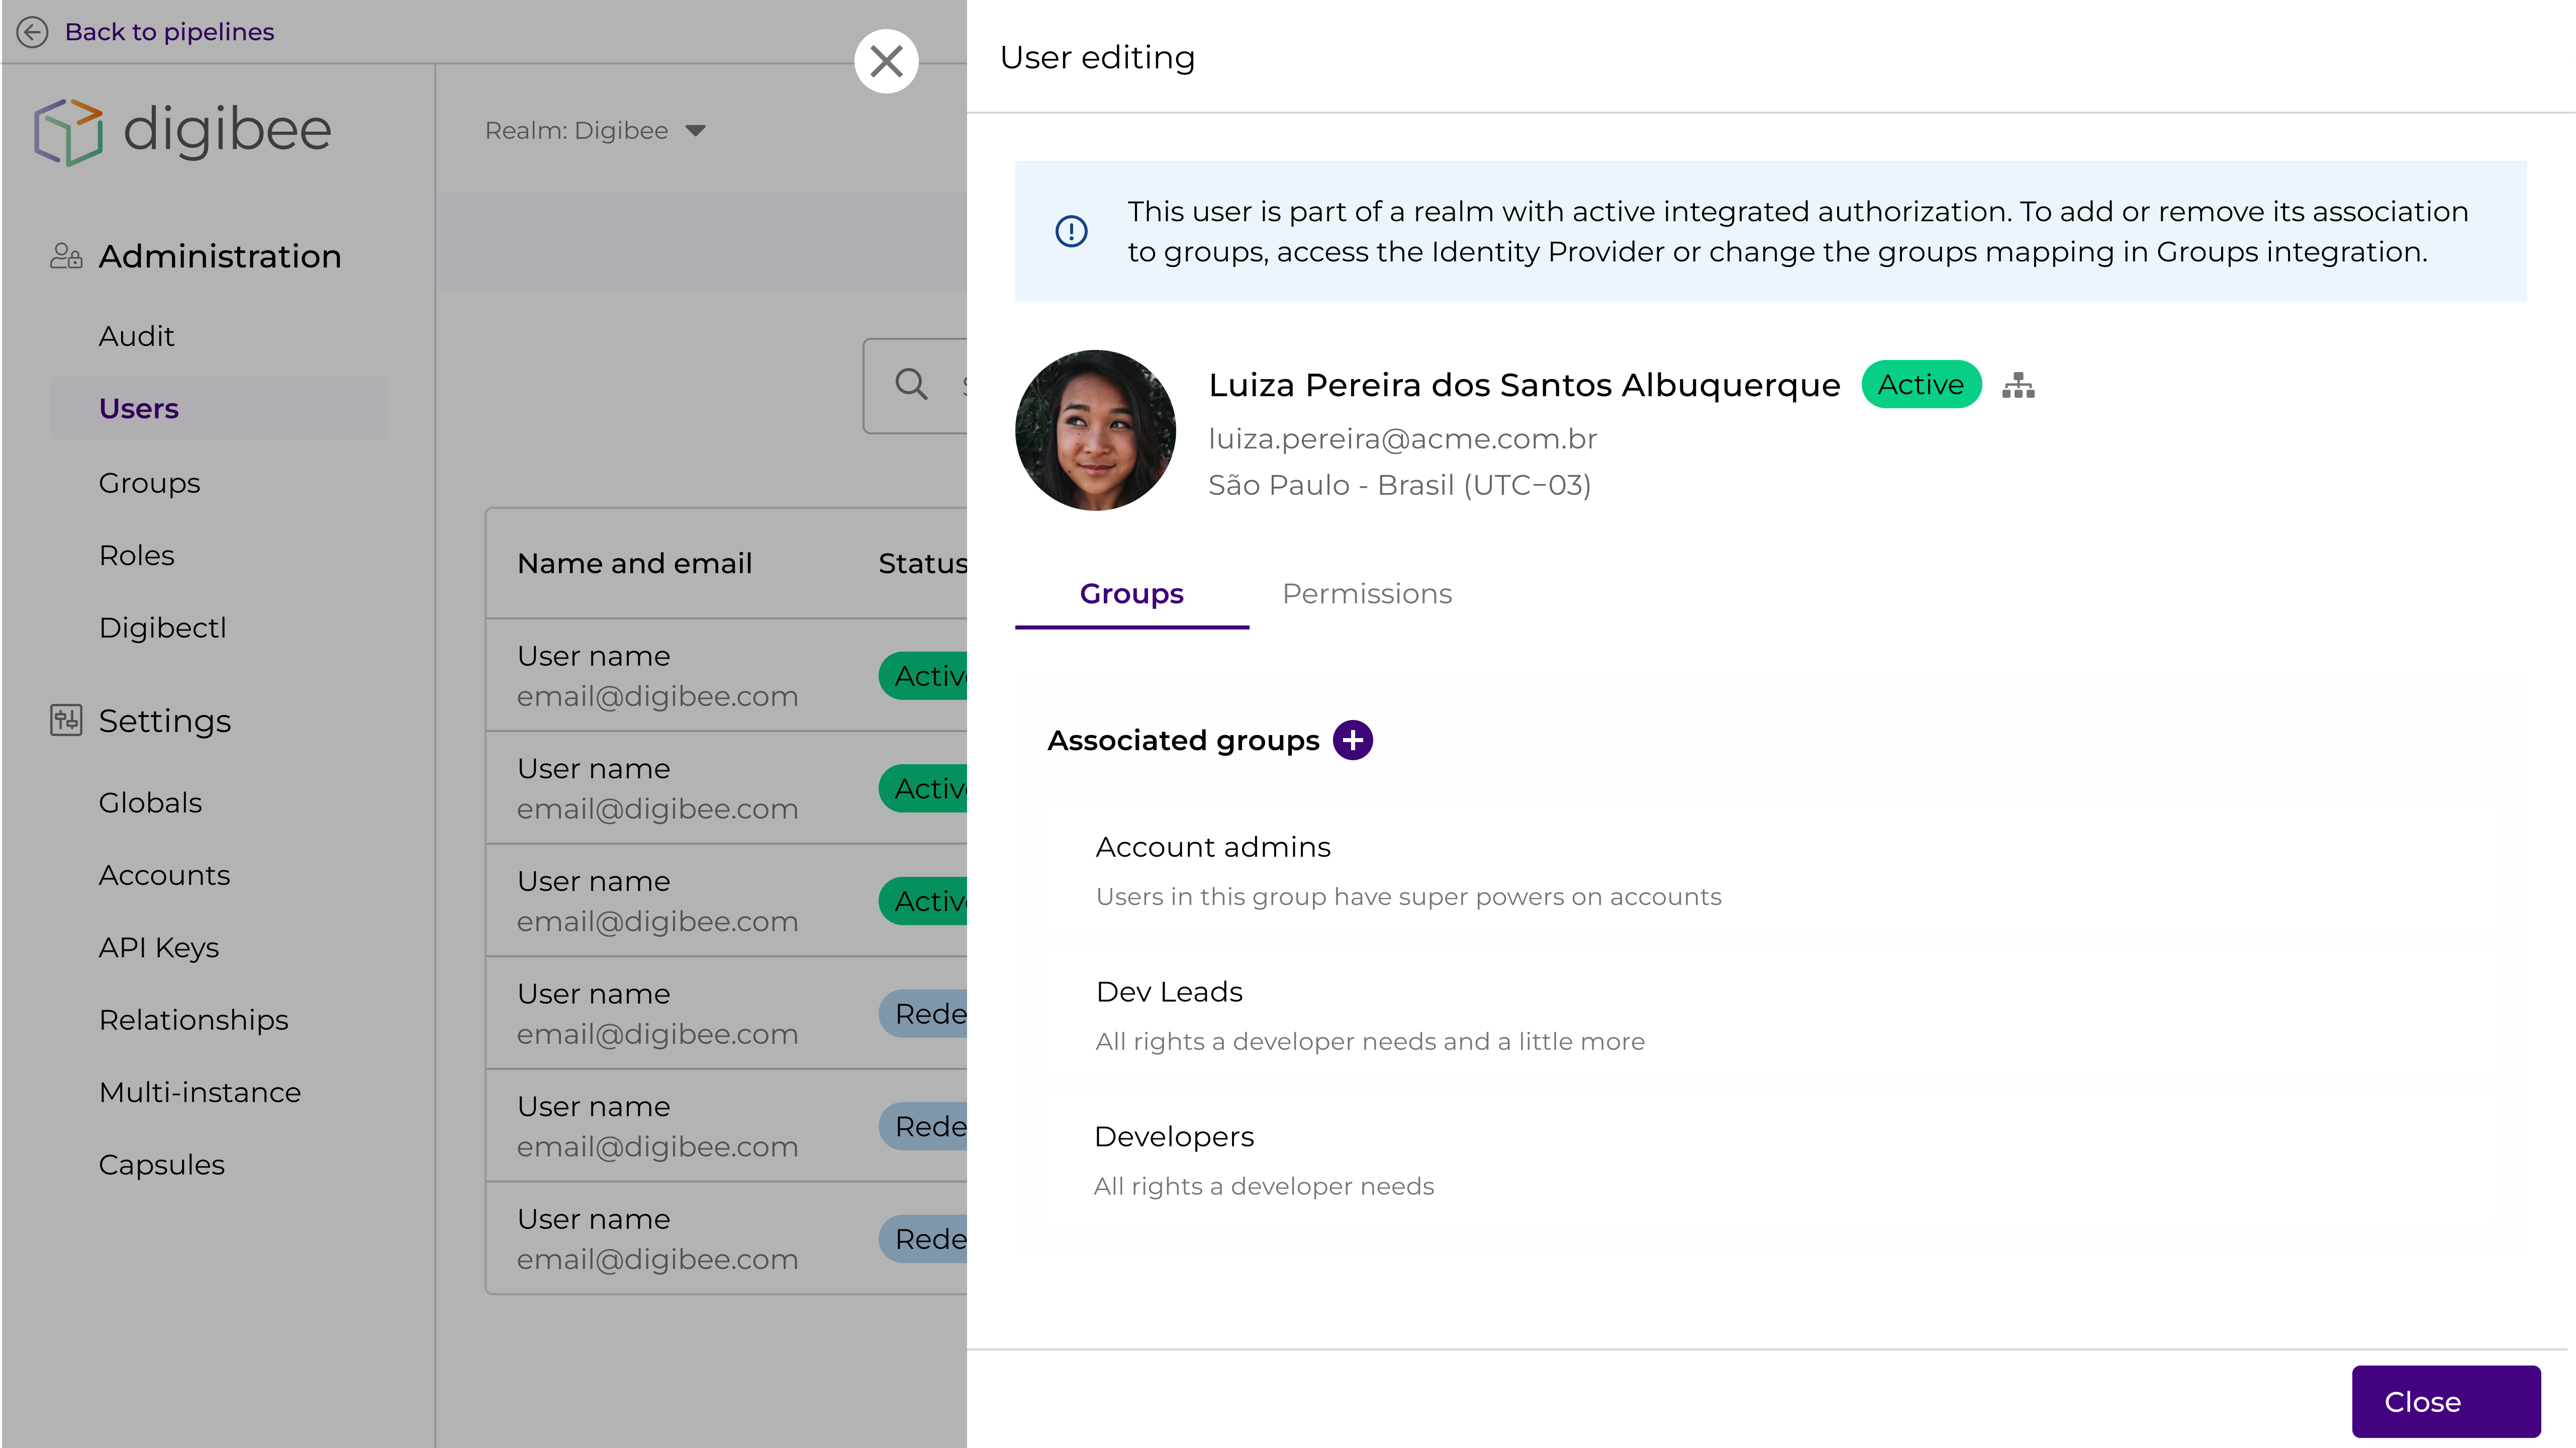 Back to pipelines
digibee
Administration
Audit
Users
Groups
Roles
Digibectl
Settings
Globals
Accounts
API Keys
Relationships
Multi-instance
Capsules
Realm: Digibee
Name and email Status
User name
email@digibee.com
Activ
User name
email@digibee.com
Activ
User name
email@digibee.com
Activ
User name
email@digibee.com
Rede
User name
email@digibee.com
Rede
User name
email@digibee.com
Rede
User editing
This user is part of a realm with active integrated authorization. To add or remove its association
to groups, access the Identity Provider or change the groups mapping in Groups integration.
Luiza Pereira dos Santos Albuquerque Active
luiza.pereira@acme.com.br
São Paulo - Brasil (UTC−03)
Groups Permissions
Associated groups
Account admins
Users in this group have super powers on accounts
Dev Leads
All rights a developer needs and a little more
Developers
All rights a developer needs
Close